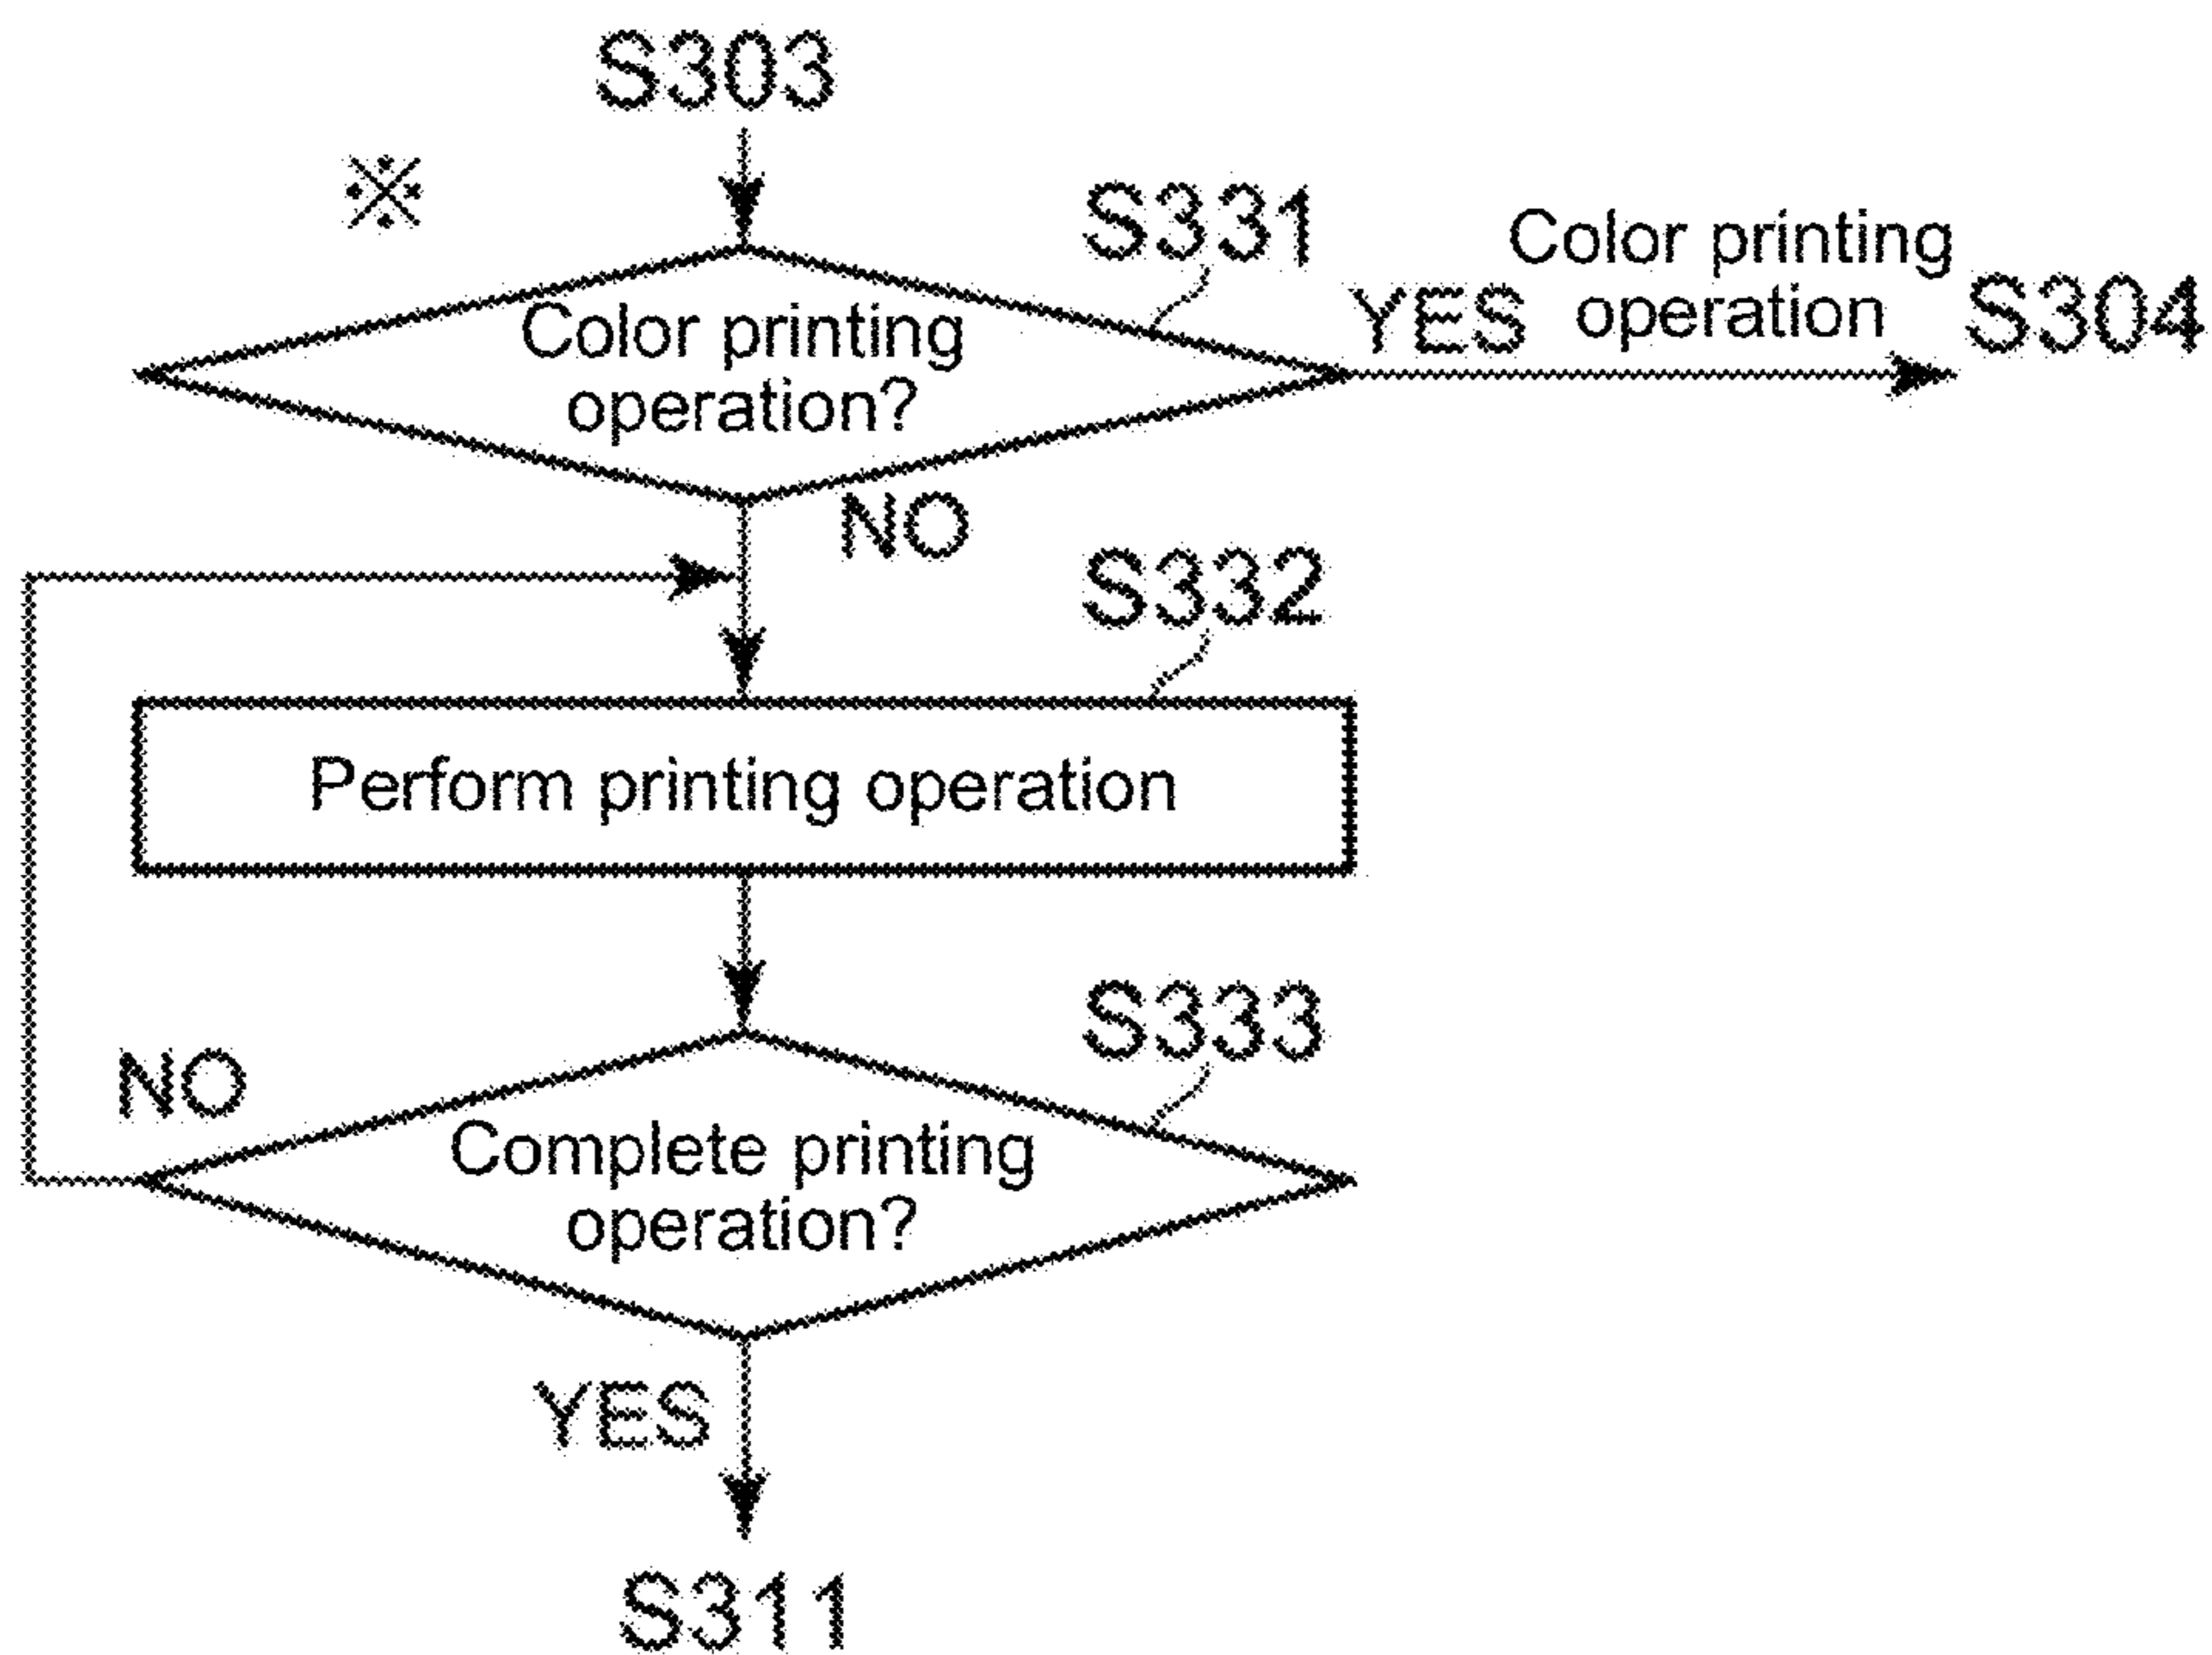 S303
※
S331
Color printing
operation?
YES
Color printing
operation
S304
NO
S332
Perform printing operation
S333
NO
Complete printing
operation?
YES
S311